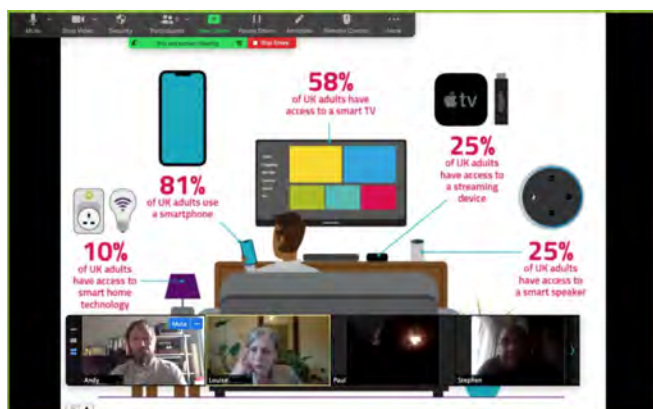 Mute
Stop Video
Security
Participants
Pause Share
Annotate
Remote Control
More
You are screen sharing
Stop Share
58%
of UK adults have
access to a smart TV
tv
25%
of UK adults
have access to
a streaming
device
81%
of UK adults use
a smartphone
10%
of UK adults
have access to
smart home
technology
25%
of UK adults
have access to
a smart speaker
Mute
Andy
Louise
Paul
Stephen